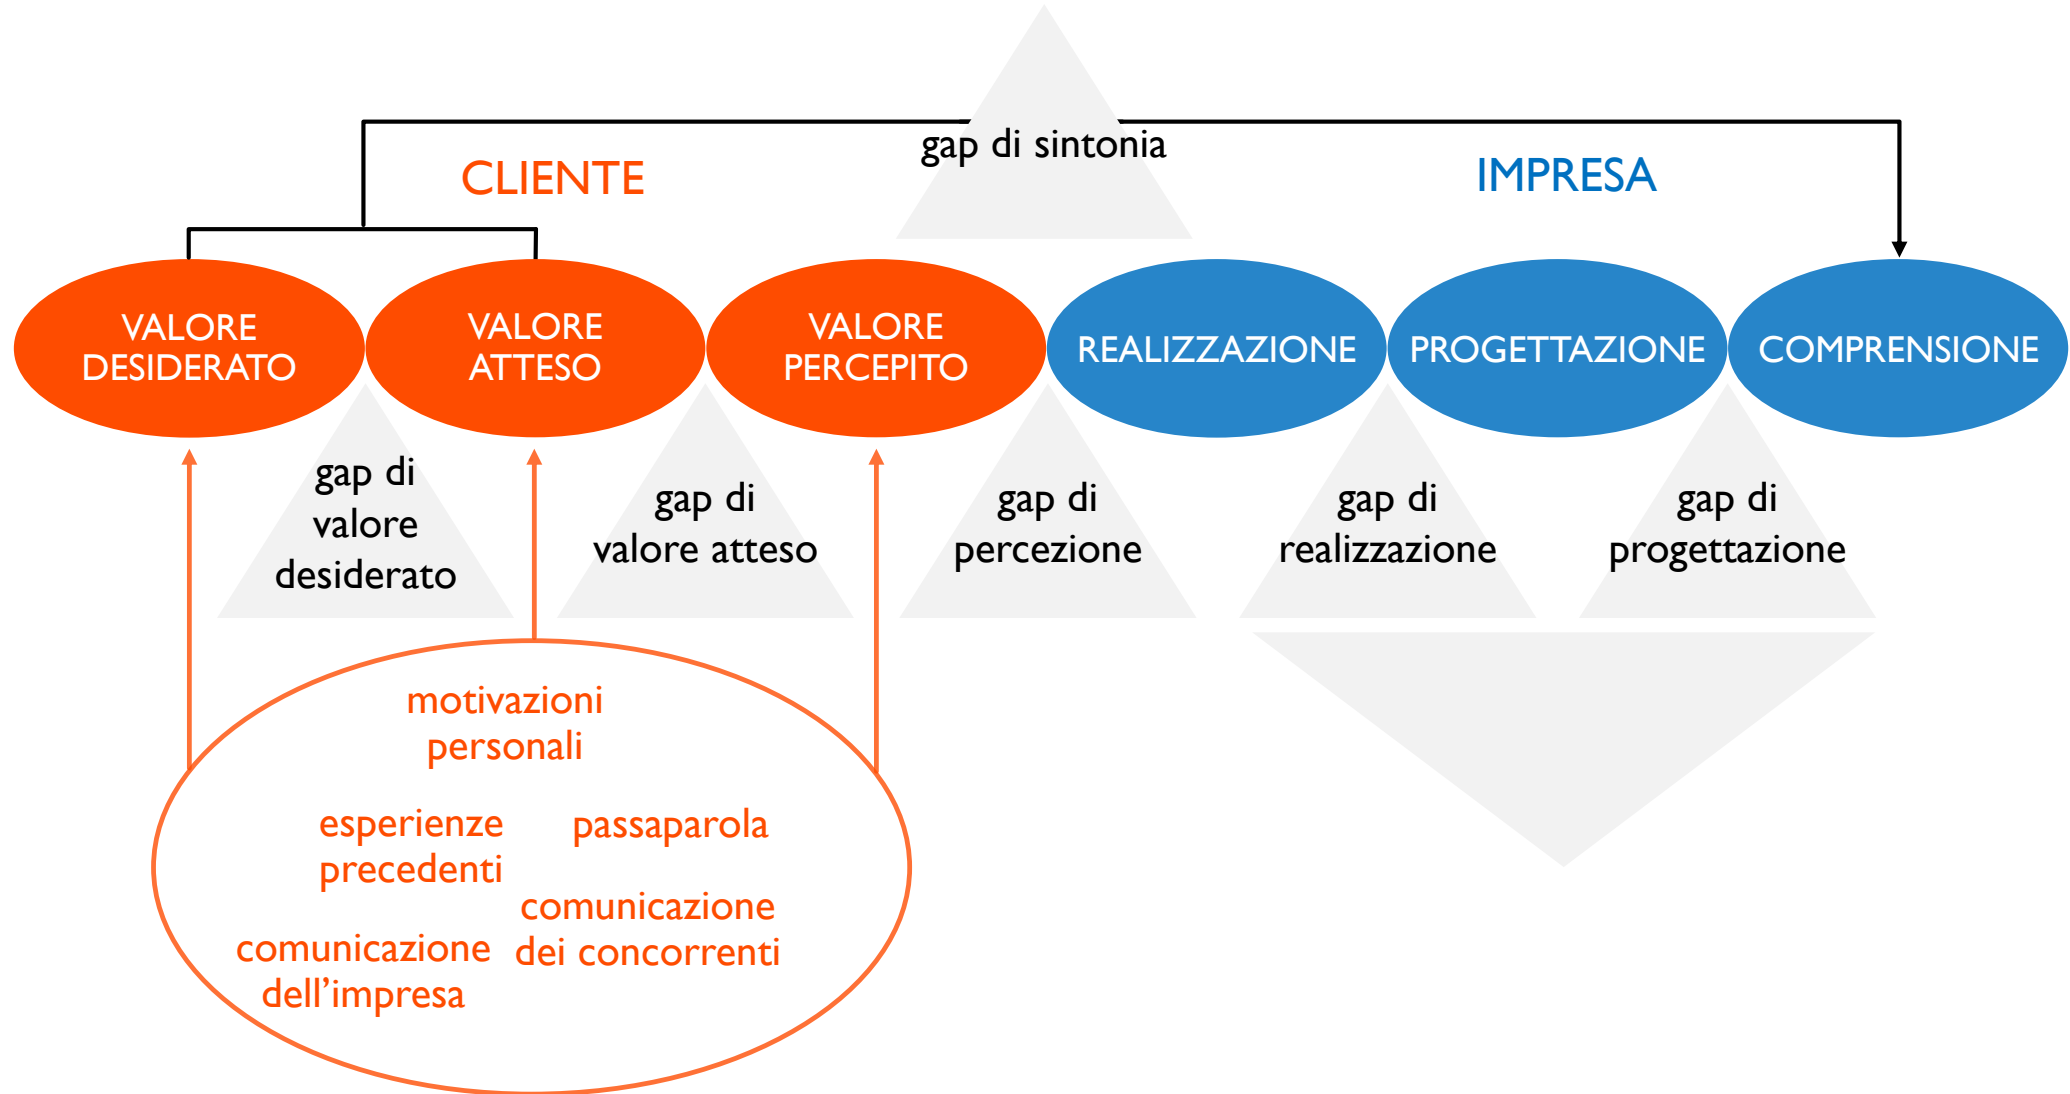 gap di sintonia
CLIENTE
IMPRESA
VALORE
DESIDERATO
VALORE
ATTESO
VALORE
PERCEPITO
REALIZZAZIONE
PROGETTAZIONE
COMPRENSIONE
gap di
valore
desiderato
gap di
valore atteso
gap di
percezione
gap di
realizzazione
gap di
progettazione
motivazioni
personali
esperienze
precedenti
passaparola
comunicazione
dei concorrenti
comunicazione
dell’impresa